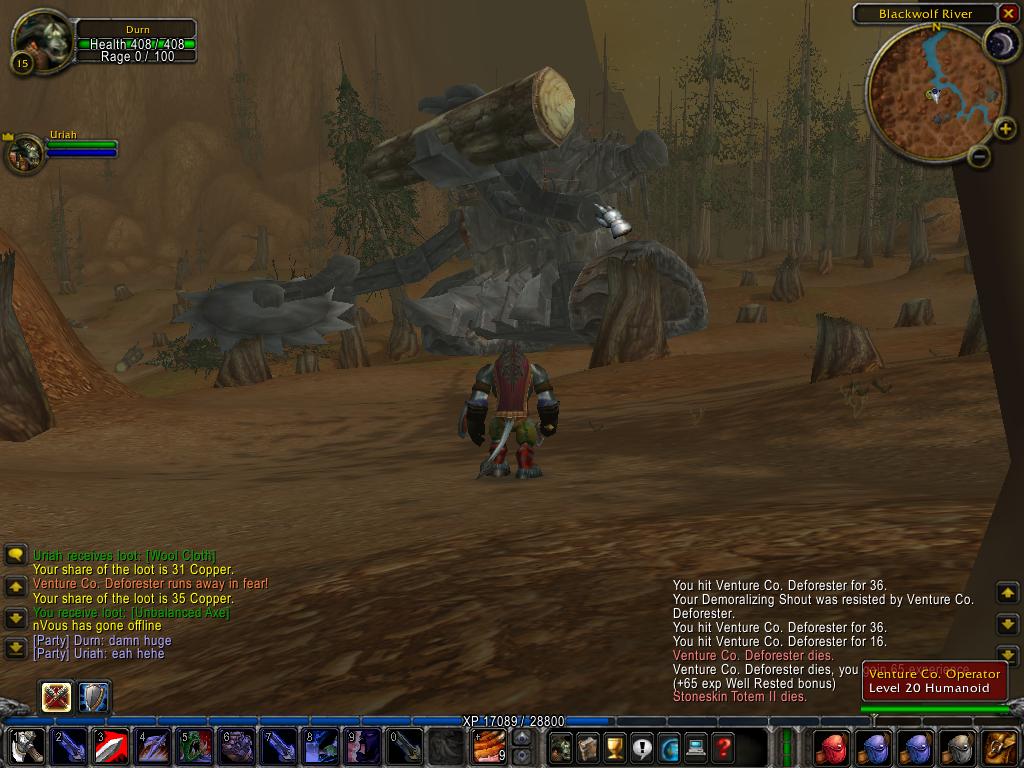 Durn
Health 408 / 408
Rage 0 / 100
15
Blackwolf River
N
Uriah
Uriah receives loot: [Wool Cloth]
Your share of the loot is 31 Copper.
Venture Co. Deforester runs away in fear!
Your share of the loot is 35 Copper.
You receive loot: [Unbalanced Axe]
nVous has gone offline
[Party] Durn: damn huge
[Party] Uriah: eah hehe
You hit Venture Co. Deforester for 36.
Your Demoralizing Shout was resisted by Venture Co.
Deforester.
You hit Venture Co. Deforester for 36.
You hit Venture Co. Deforester for 16.
Venture Co. Deforester dies.
Venture Co. Deforester dies, you gain 65 experience.
(+65 exp Well Rested bonus)
Stoneskin Totem II dies.
Venture Co. Operator
Level 20 Humanoid
XP 17089 / 28800
1 2 3 4 5 6 7 8 9 0 + 9